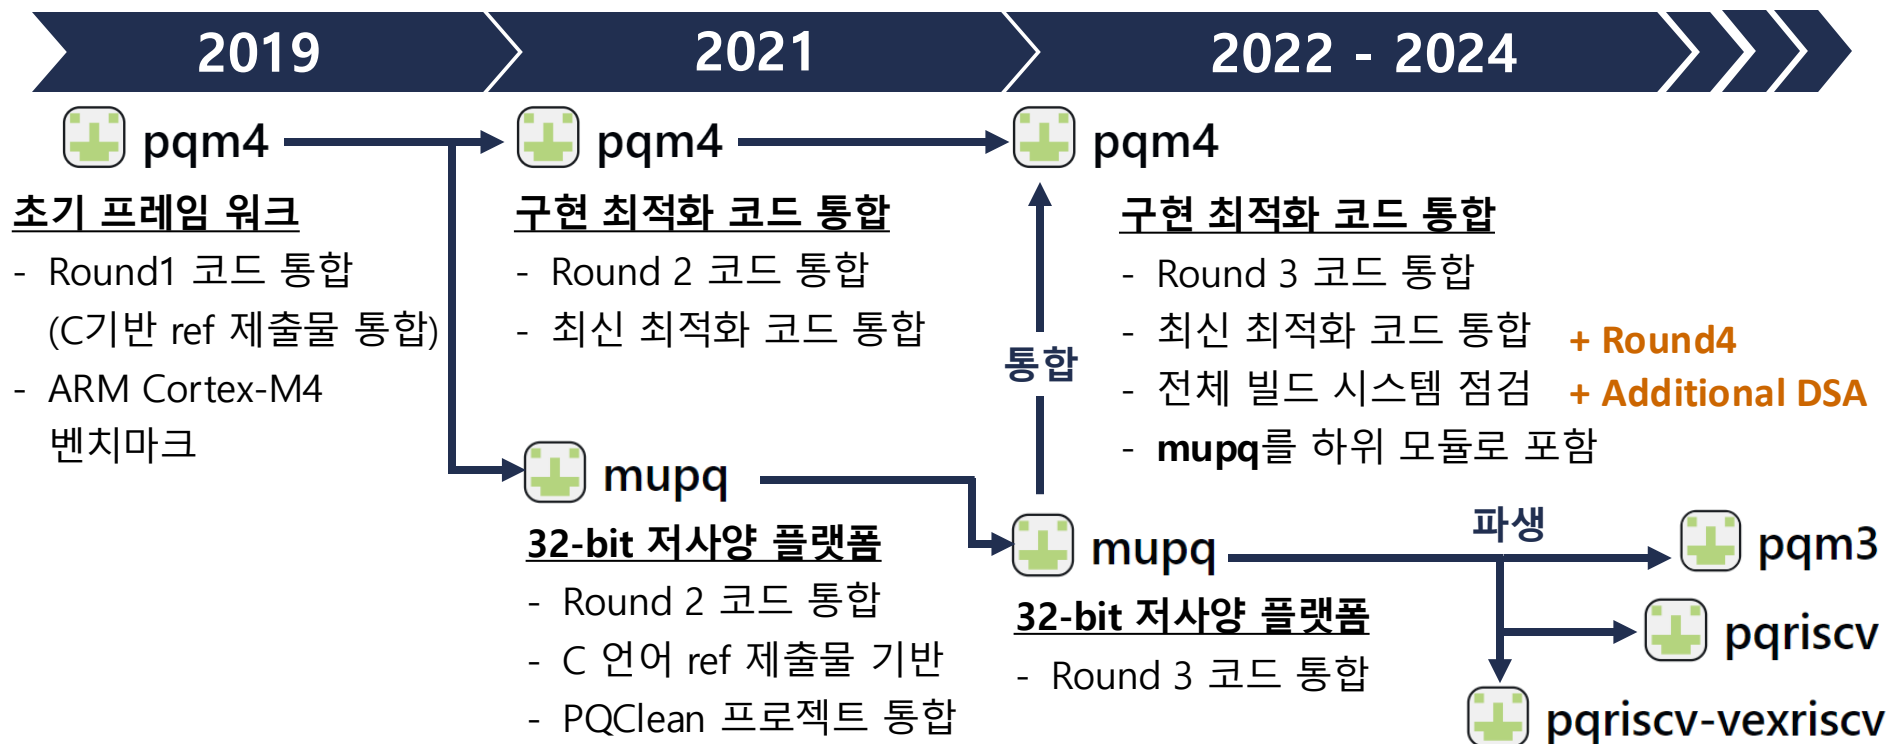 2019
2021
2022 - 2024
pqm4
pqm4
pqm4
초기 프레임 워크
- Round1 코드 통합
(C기반 ref 제출물 통합)
- ARM Cortex-M4
벤치마크
구현 최적화 코드 통합
- Round 2 코드 통합
- 최신 최적화 코드 통합
구현 최적화 코드 통합
- Round 3 코드 통합
- 최신 최적화 코드 통합
- 전체 빌드 시스템 점검
- mupq를 하위 모듈로 포함
+ Round4
+ Additional DSA
통합
mupq
32-bit 저사양 플랫폼
- Round 2 코드 통합
- C 언어 ref 제출물 기반
- PQClean 프로젝트 통합
mupq
32-bit 저사양 플랫폼
- Round 3 코드 통합
파생
pqm3
pqriscv
pqriscv-vexriscv